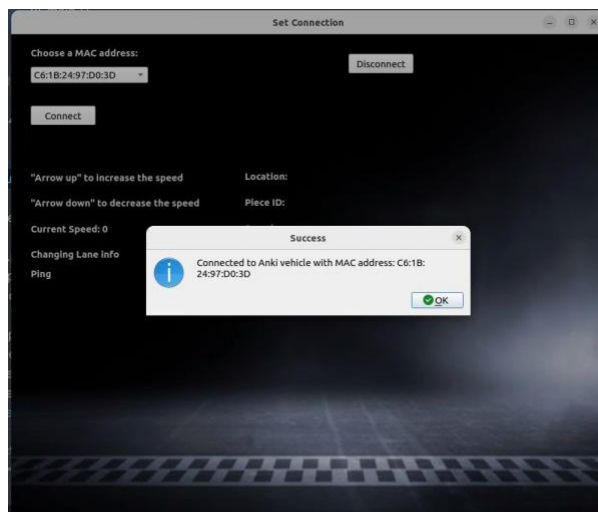 Set Connection
Choose a MAC address:
C6:1B:24:97:D0:3D
Disconnect
Connect
"Arrow up" to increase the speed
Location:
"Arrow down" to decrease the speed
Piece ID:
Current Speed: 0
Changing Lane info
Ping
Success
Connected to Anki vehicle with MAC address: C6:1B:
24:97:D0:3D
OK